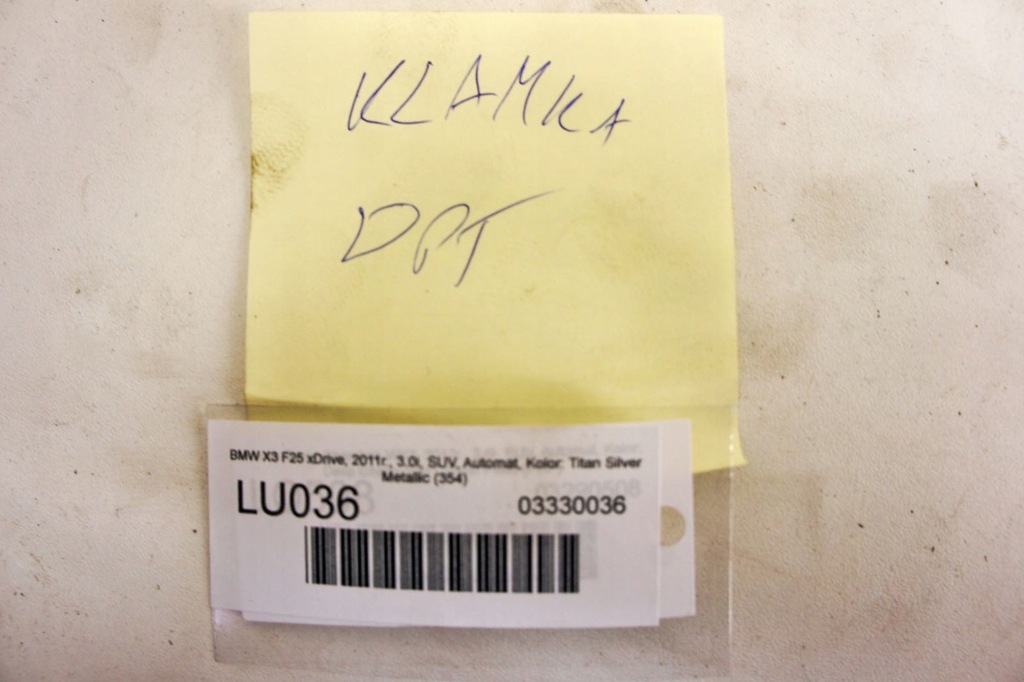 KLAMKA
DPT
BMW X3 F25 xDrive, 2011r., 3.0i, SUV, Automat, Kolor: Titan Silver
Metallic (354)
LU036 03330036